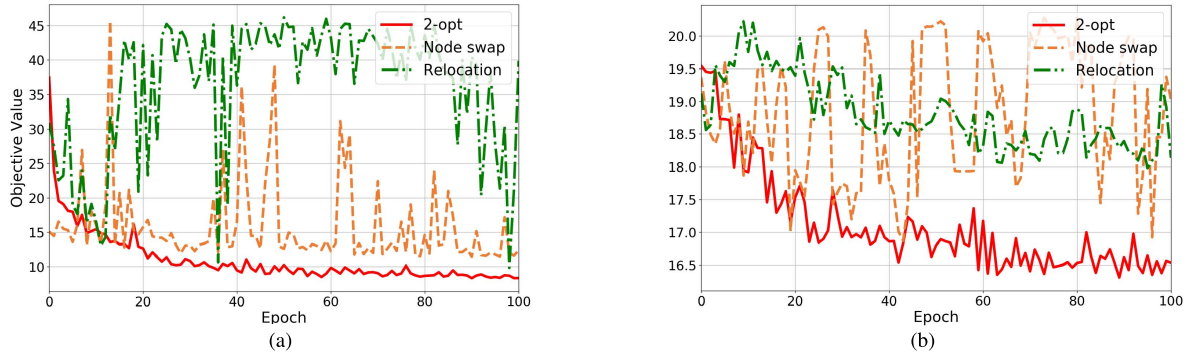 45
40
35
30
25
20
15
10
Objective Value
0
20
40
60
80
100
Epoch
2-opt
Node swap
Relocation
(a)
20.0
19.5
19.0
18.5
18.0
17.5
17.0
16.5
0
20
40
60
80
100
Epoch
2-opt
Node swap
Relocation
(b)